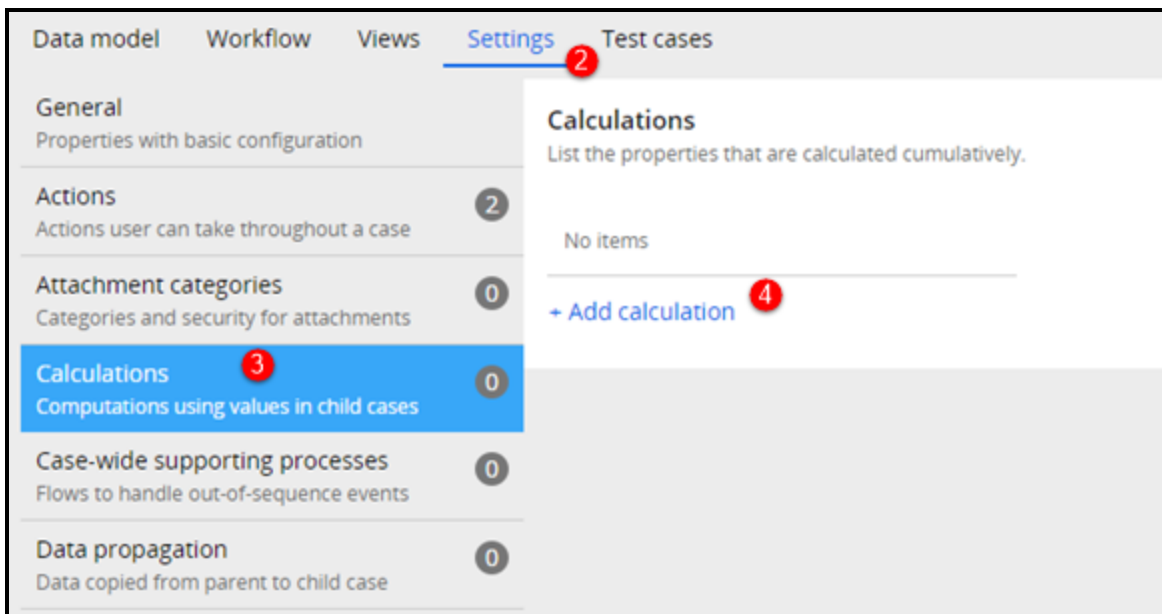 Data model Workflow Views Settings Test cases
2
General
Properties with basic configuration
Actions
Actions user can take throughout a case
2
Attachment categories
Categories and security for attachments
0
Calculations
3
Computations using values in child cases
0
Case-wide supporting processes
Flows to handle out-of-sequence events
0
Data propagation
Data copied from parent to child case
0
Calculations
List the properties that are calculated cumulatively.
No items
+ Add calculation
4